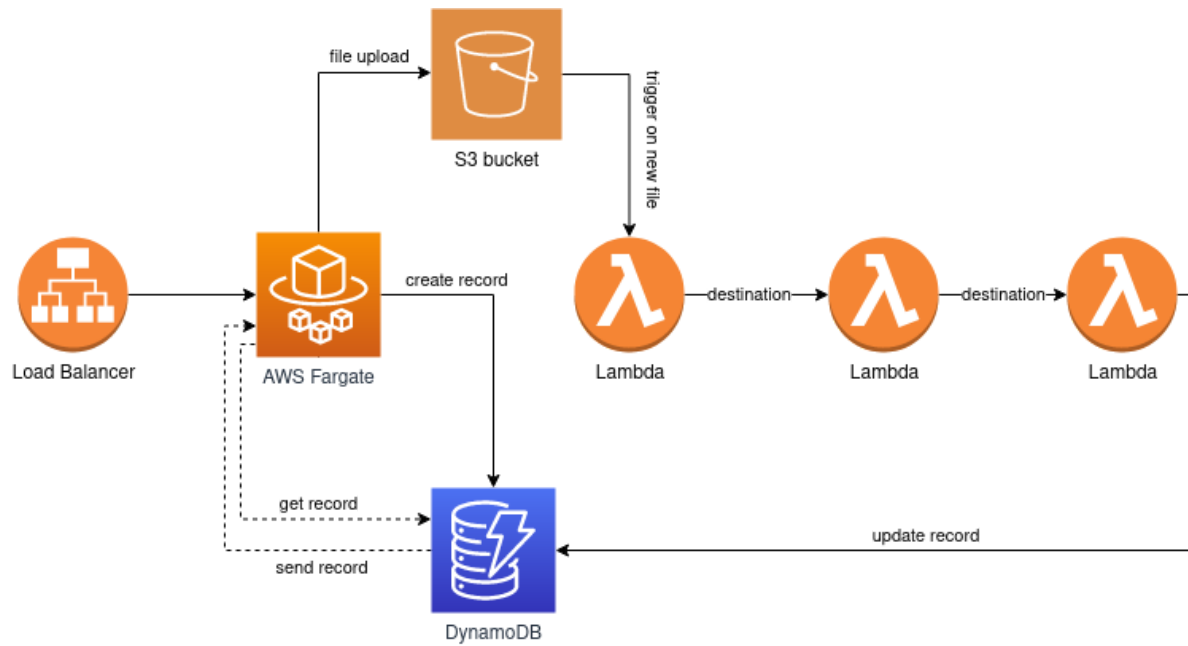 file upload
S3 bucket
trigger on new file
Load Balancer
AWS Fargate
create record
Lambda
destination
Lambda
destination
Lambda
get record
send record
update record
DynamoDB